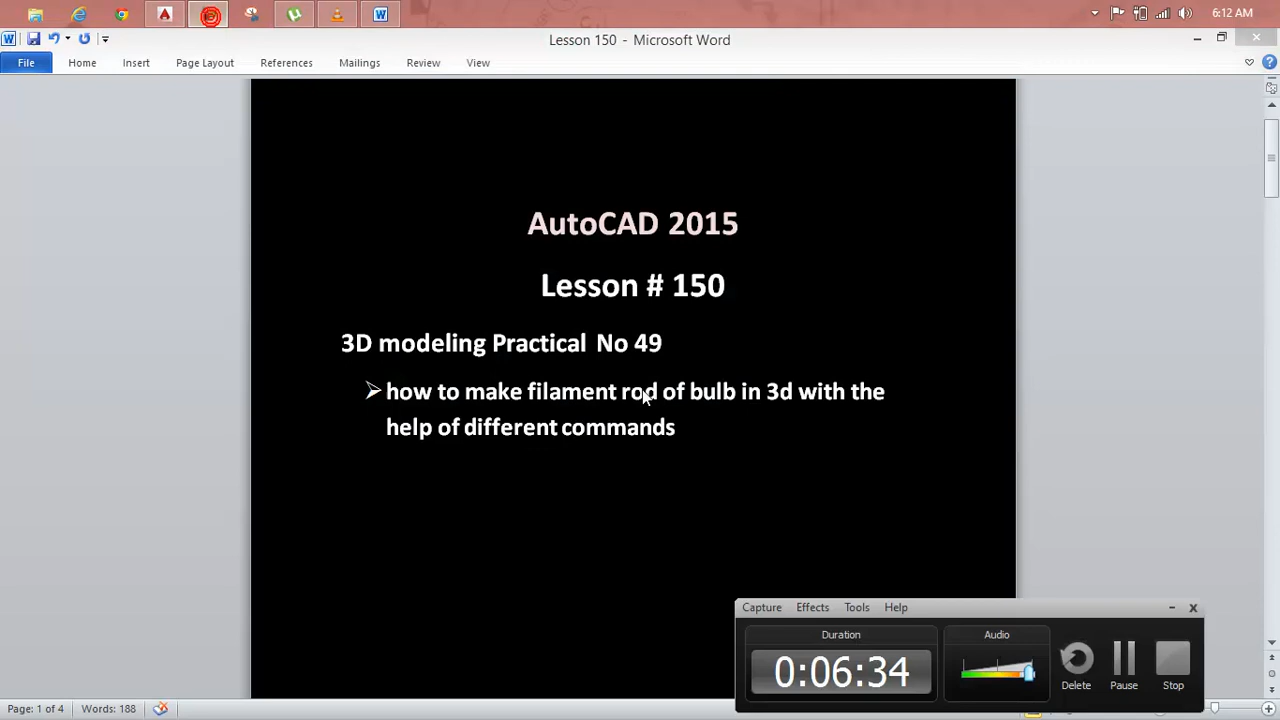 6:12 AM
Lesson 150 - Microsoft Word
File Home Insert Page Layout References Mailings Review View
AutoCAD 2015
Lesson # 150
3D modeling Practical No 49
how to make filament rod of bulb in 3d with the
help of different commands
Capture Effects Tools Help
Duration Audio
0:06:34
Delete Pause Stop
Page: 1 of 4 Words: 188